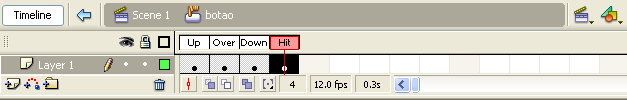 Timeline Scene 1 botao
Up Over Down Hit
Layer 1
4 12.0 fps 0.3s